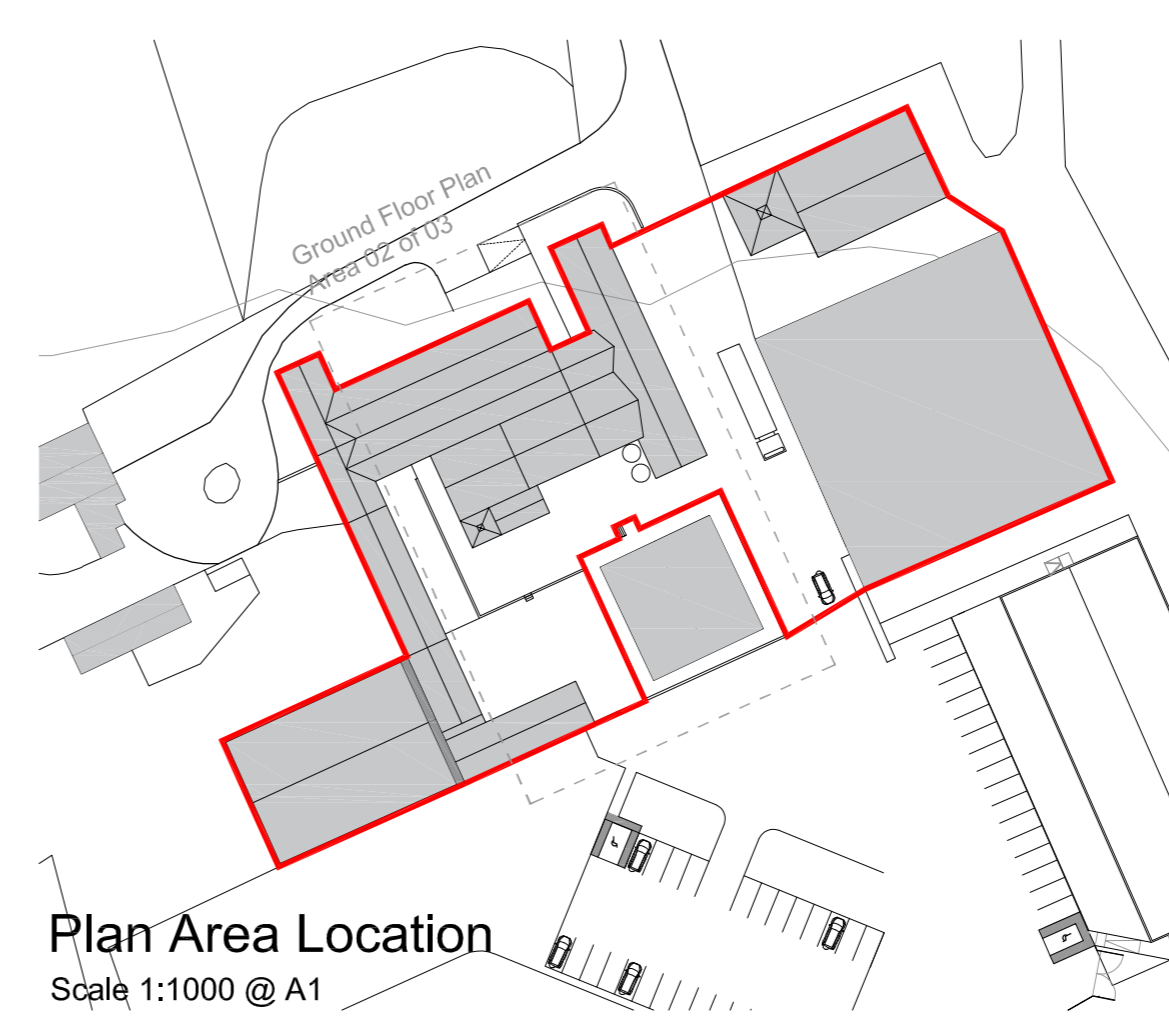 Ground Floor Plan
Area 02 of 03
Plan Area Location
Scale 1:1000 @ A1